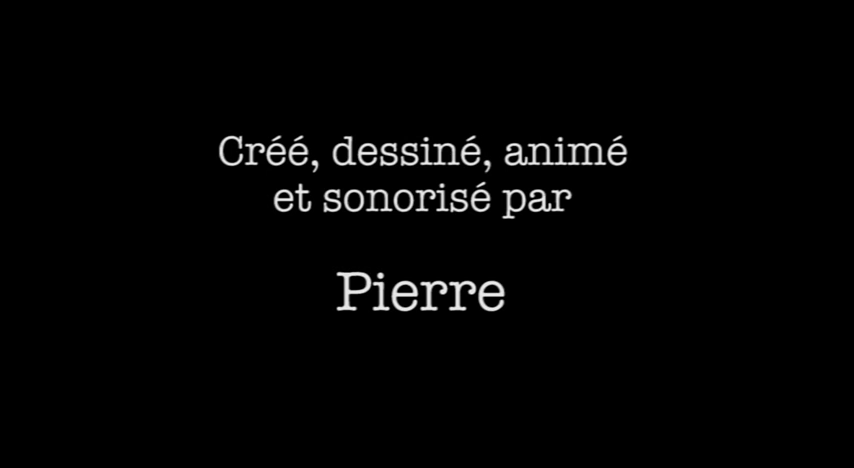 Créé, dessiné, animé
et sonorisé par
Pierre